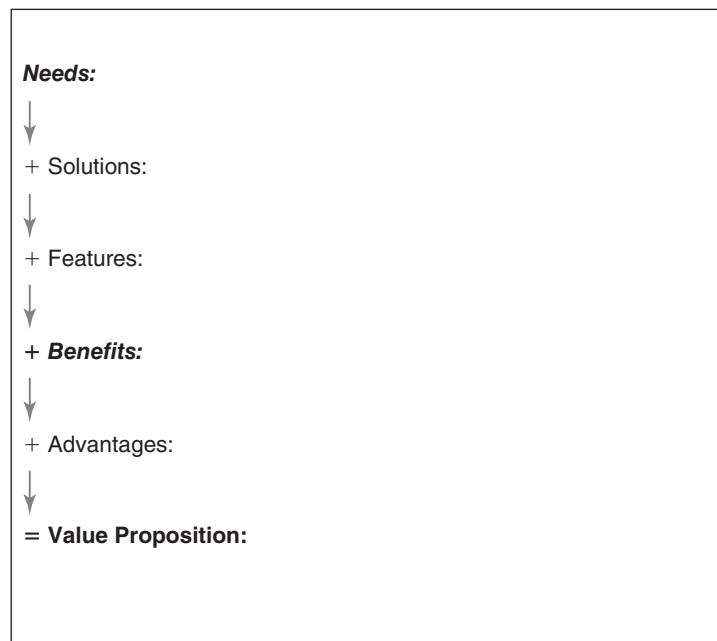 Needs:
+ Solutions:
+ Features:
+ Benefits:
+ Advantages:
= Value Proposition: